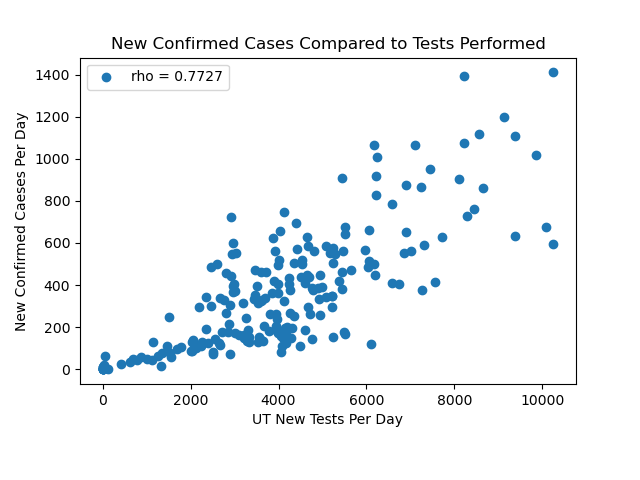 New Confirmed Cases Compared to Tests Performed
rho = 0.7727
1400
1200
1000
800
600
400
200
0
New Confirmed Caeses Per Day
0 2000 4000 6000 8000 10000
UT New Tests Per Day